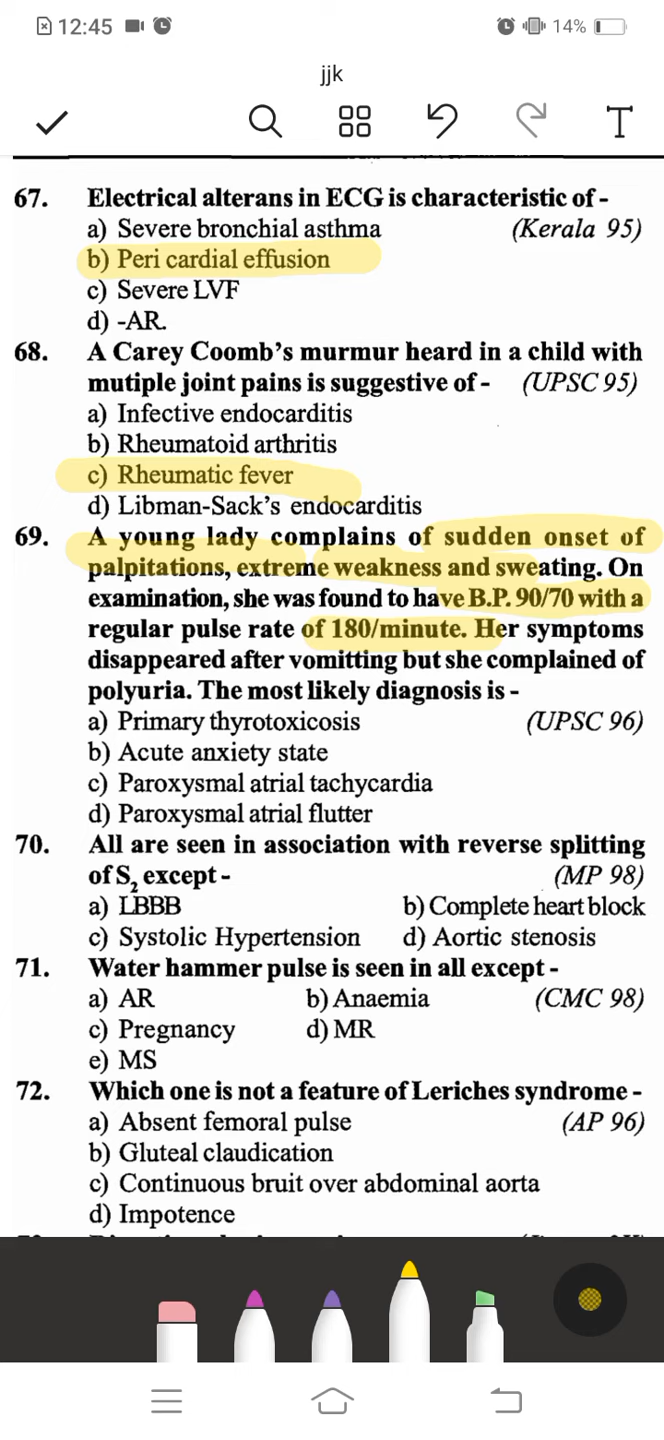 12:45
14%
jjk
T
67. Electrical alterans in ECG is characteristic of -
a) Severe bronchial asthma (Kerala 95)
b) Peri cardial effusion
c) Severe LVF
d) -AR.
68. A Carey Coomb's murmur heard in a child with
mutiple joint pains is suggestive of - (UPSC 95)
a) Infective endocarditis
b) Rheumatoid arthritis
c) Rheumatic fever
d) Libman-Sack's endocarditis
69. A young lady complains of sudden onset of
palpitations, extreme weakness and sweating. On
examination, she was found to have B.P. 90/70 with a
regular pulse rate of 180/minute. Her symptoms
disappeared after vomitting but she complained of
polyuria. The most likely diagnosis is -
a) Primary thyrotoxicosis (UPSC 96)
b) Acute anxiety state
c) Paroxysmal atrial tachycardia
d) Paroxysmal atrial flutter
70. All are seen in association with reverse splitting
of S₂ except - (MP 98)
a) LBBB b) Complete heart block
c) Systolic Hypertension d) Aortic stenosis
71. Water hammer pulse is seen in all except -
a) AR b) Anaemia (CMC 98)
c) Pregnancy d) MR
e) MS
72. Which one is not a feature of Leriches syndrome -
a) Absent femoral pulse (AP 96)
b) Gluteal claudication
c) Continuous bruit over abdominal aorta
d) Impotence